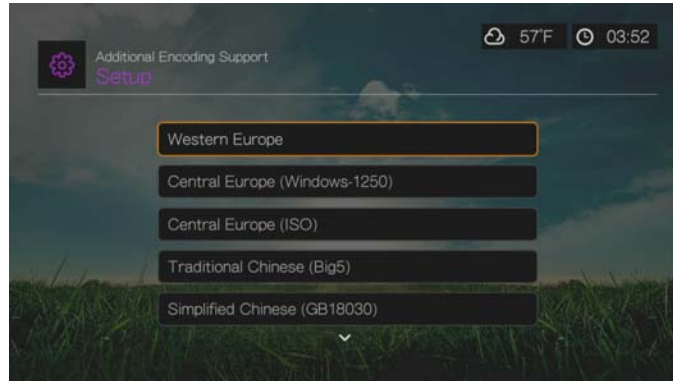 57°F 03:52
Additional Encoding Support
Setup
Western Europe
Central Europe (Windows-1250)
Central Europe (ISO)
Traditional Chinese (Big5)
Simplified Chinese (GB18030)